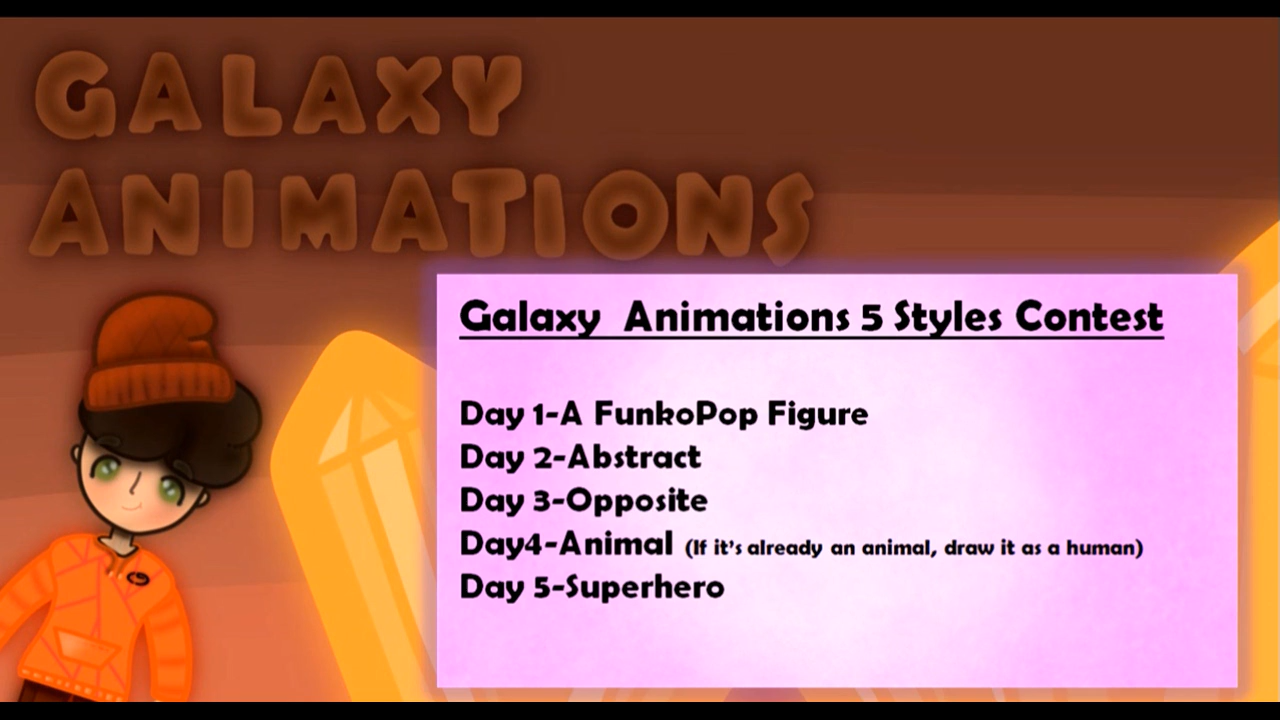 GALAXY
ANIMATIONS
Galaxy  Animations 5 Styles Contest
Day 1-A FunkoPop Figure
Day 2-Abstract
Day 3-Opposite
Day4-Animal (If it's already an animal, draw it as a human)
Day 5-Superhero